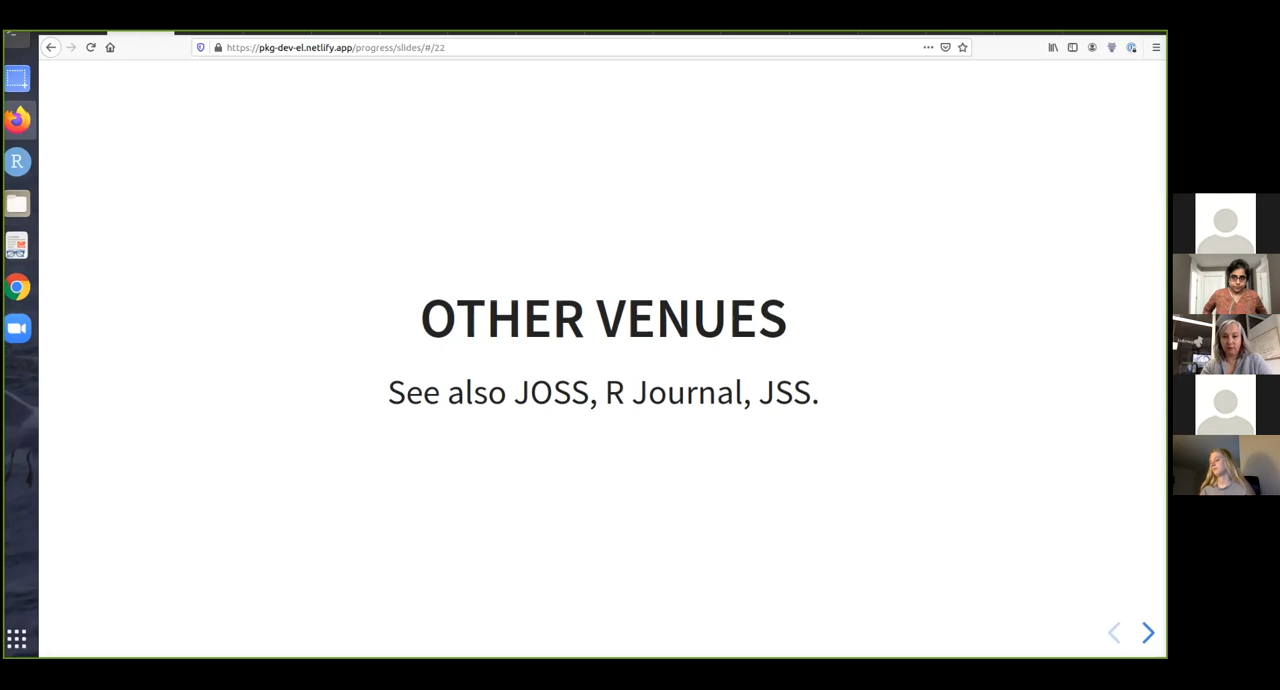 https://pkg-dev-el.netlify.app/progress/slides/#/22
R
OTHER VENUES
See also JOSS, R Journal, JSS.